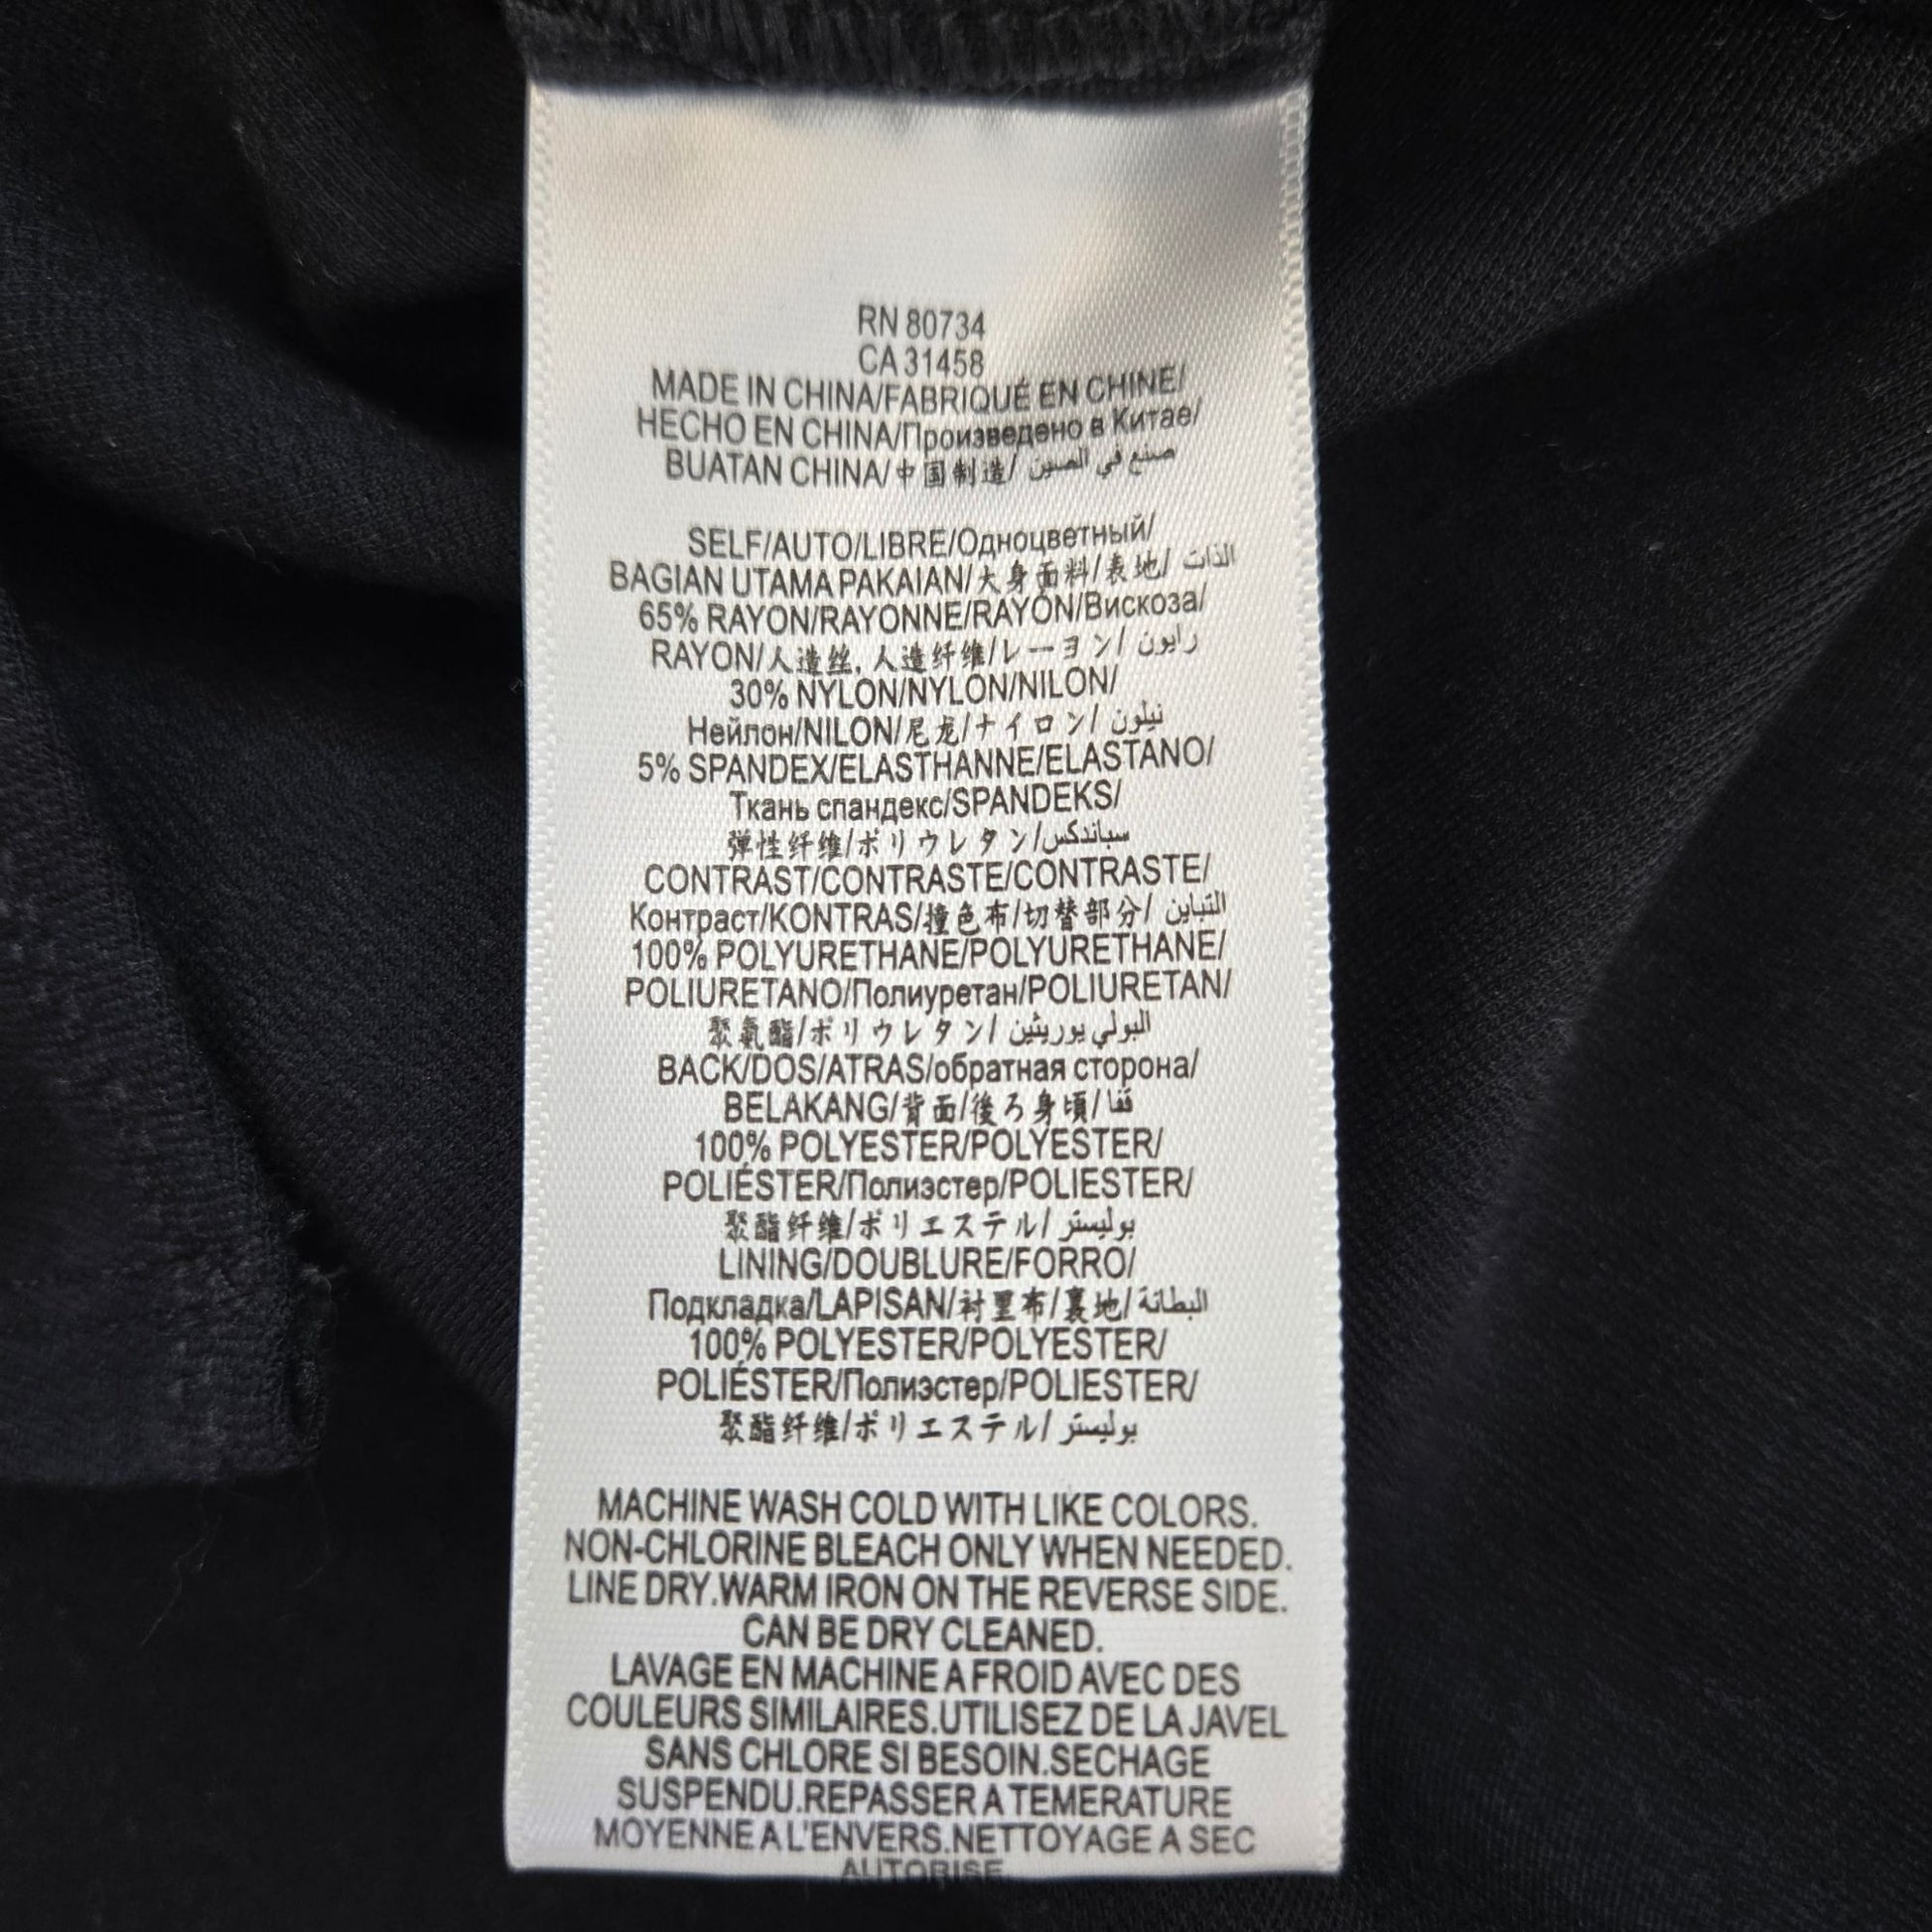 RN 80734
CA 31458
MADE IN CHINA/FABRIQUÉ EN CHINE/
HECHO EN CHINA/Произведено в Китае/
BUATAN CHINA/中国制造/ صنع في الصين
SELF/AUTO/LIBRE/Одноцветный/
BAGIAN UTAMA PAKAIAN/大身面料/表地/ الذات
65% RAYON/RAYONNE/RAYÓN/Вискоза/
RAYON/人造丝, 人造纤维/レーヨン/ رايون
30% NYLON/NYLON/NILON/
Нейлон/NILON/尼龙/ナイロン/ نيلون
5% SPANDEX/ELASTHANNE/ELASTANO/
Ткань спандекс/SPANDEKS/
弹性纤维/ポリウレタン/سباندكس
CONTRAST/CONTRASTE/CONTRASTE/
Контраст/KONTRAS/撞色布/切替部分/ التباين
100% POLYURETHANE/POLYURETHANE/
POLIURETANO/Полиуретан/POLIURETAN/
聚氨酯/ポリウレタン/ البولي يوريثين
BACK/DOS/ATRAS/обратная сторона/
BELAKANG/背面/後ろ身頃/قفا
100% POLYESTER/POLYESTER/
POLIÉSTER/Полиэстер/POLIESTER/
聚酯纤维/ポリエステル/ بوليستر
LINING/DOUBLURE/FORRO/
Подкладка/LAPISAN/衬里布/裏地/البطانة
100% POLYESTER/POLYESTER/
POLIÉSTER/Полиэстер/POLIESTER/
聚酯纤维/ポリエステル/ بوليستر
MACHINE WASH COLD WITH LIKE COLORS.
NON-CHLORINE BLEACH ONLY WHEN NEEDED.
LINE DRY.WARM IRON ON THE REVERSE SIDE.
CAN BE DRY CLEANED.
LAVAGE EN MACHINE A FROID AVEC DES
COULEURS SIMILAIRES.UTILISEZ DE LA JAVEL
SANS CHLORE SI BESOIN.SECHAGE
SUSPENDU.REPASSER A TEMERATURE
MOYENNE A L'ENVERS.NETTOYAGE A SEC
AUTORISE